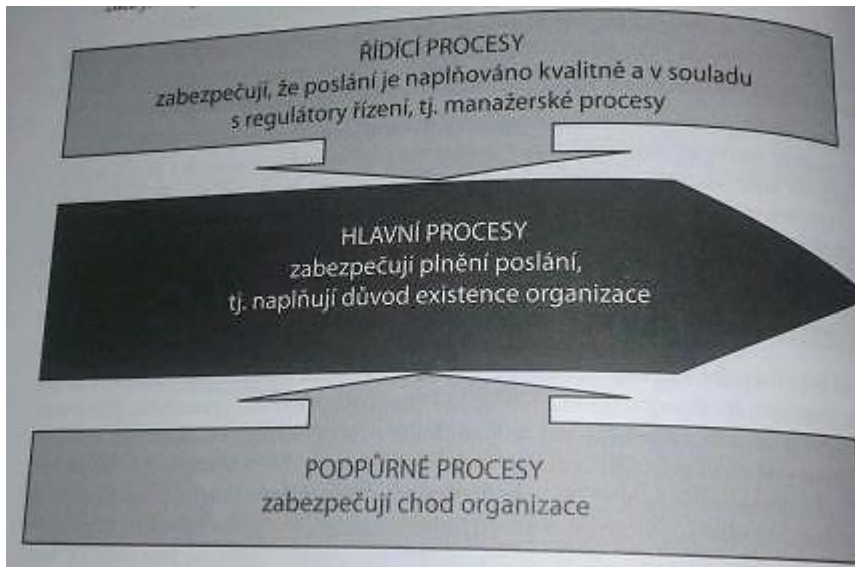 ŘÍDÍCÍ PROCESY
zabezpečují, že poslání je naplňováno kvalitně a v souladu
s regulátory řízení, tj. manažerské procesy
HLAVNÍ PROCESY
zabezpečují plnění poslání,
tj. naplňují důvod existence organizace
PODPŮRNÉ PROCESY
zabezpečují chod organizace